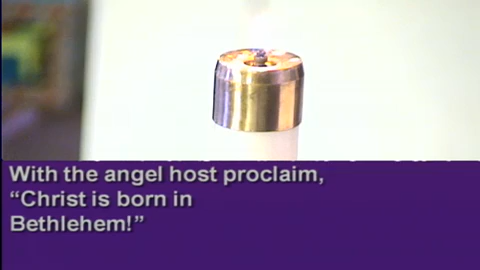 With the angel host proclaim,
“Christ is born in
Bethlehem!”